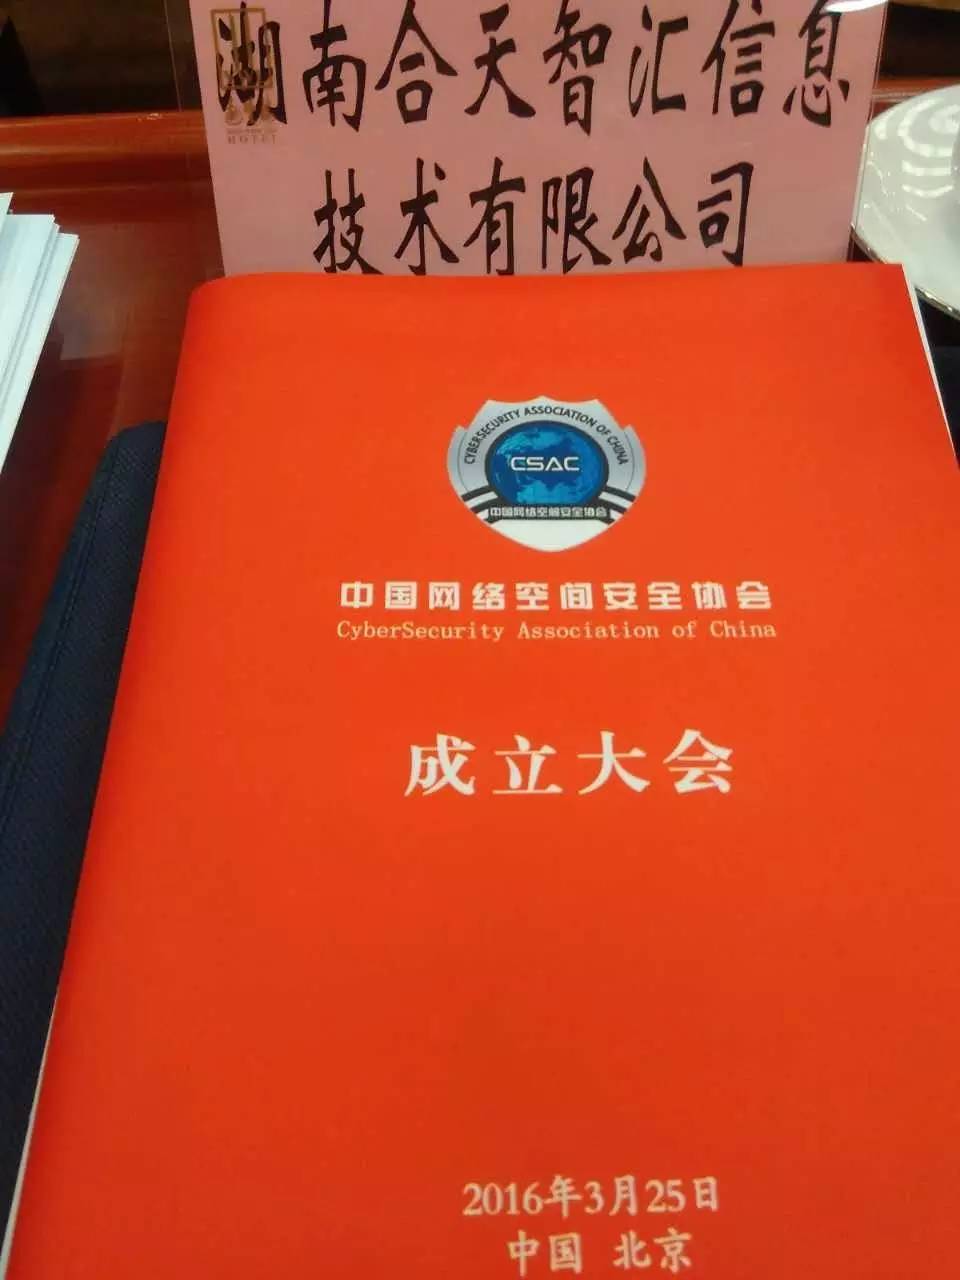 湖南合天智汇信息
HOTEL
技术有限公司
CYBERSECURITY ASSOCIATION OF CHINA
CSAC
中国网络空间安全协会
中国网络空间安全协会
CyberSecurity Association of China
成立大会
2016年3月25日
中国 北京